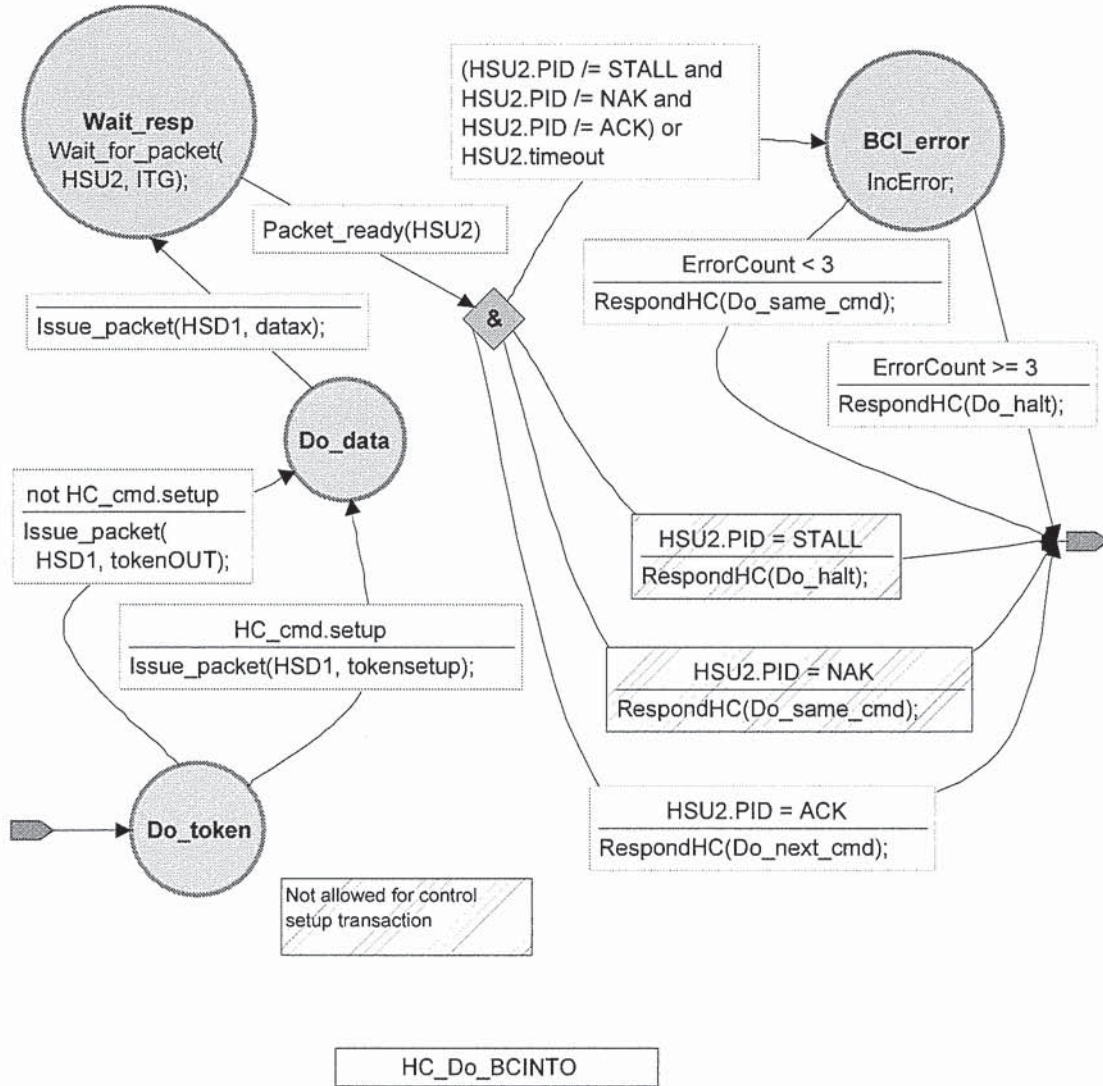 Wait_resp
Wait_for_packet(
HSU2, ITG);
Packet_ready(HSU2)
(HSU2.PID /= STALL and
HSU2.PID /= NAK and
HSU2.PID /= ACK) or
HSU2.timeout
BCI_error
IncError;
ErrorCount < 3
RespondHC(Do_same_cmd);
ErrorCount >= 3
RespondHC(Do_halt);
&
Issue_packet(HSD1, datax);
Do_data
not HC_cmd.setup
Issue_packet(
HSD1, tokenOUT);
HC_cmd.setup
Issue_packet(HSD1, tokensetup);
HSU2.PID = STALL
RespondHC(Do_halt);
HSU2.PID = NAK
RespondHC(Do_same_cmd);
HSU2.PID = ACK
RespondHC(Do_next_cmd);
Do_token
Not allowed for control
setup transaction
HC_Do_BCINTO